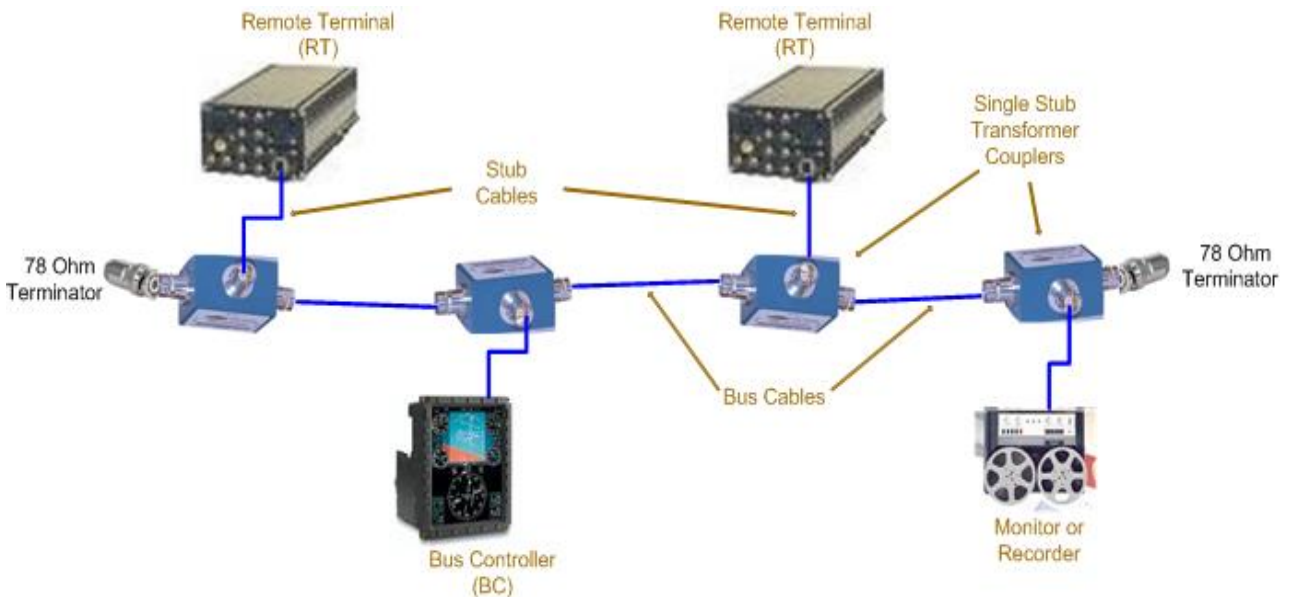 Remote Terminal
(RT)
Remote Terminal
(RT)
Single Stub
Transformer
Couplers
Stub
Cables
78 Ohm
Terminator
78 Ohm
Terminator
Bus Cables
Bus Controller
(BC)
Monitor or
Recorder